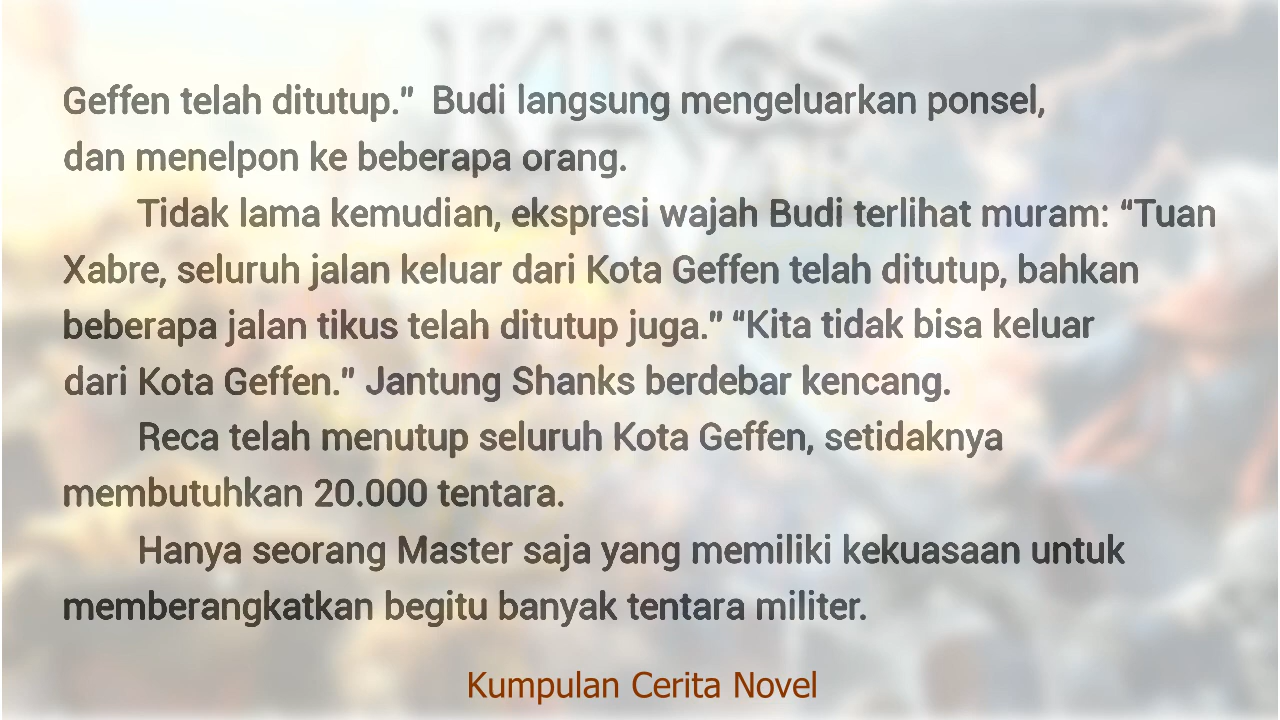 Geffen telah ditutup.” Budi langsung mengeluarkan ponsel,
dan menelpon ke beberapa orang.
Tidak lama kemudian, ekspresi wajah Budi terlihat muram: “Tuan
Xabre, seluruh jalan keluar dari Kota Geffen telah ditutup, bahkan
beberapa jalan tikus telah ditutup juga.” “Kita tidak bisa keluar
dari Kota Geffen.” Jantung Shanks berdebar kencang.
Reca telah menutup seluruh Kota Geffen, setidaknya
membutuhkan 20.000 tentara.
Hanya seorang Master saja yang memiliki kekuasaan untuk
memberangkatkan begitu banyak tentara militer.
Kumpulan Cerita Novel